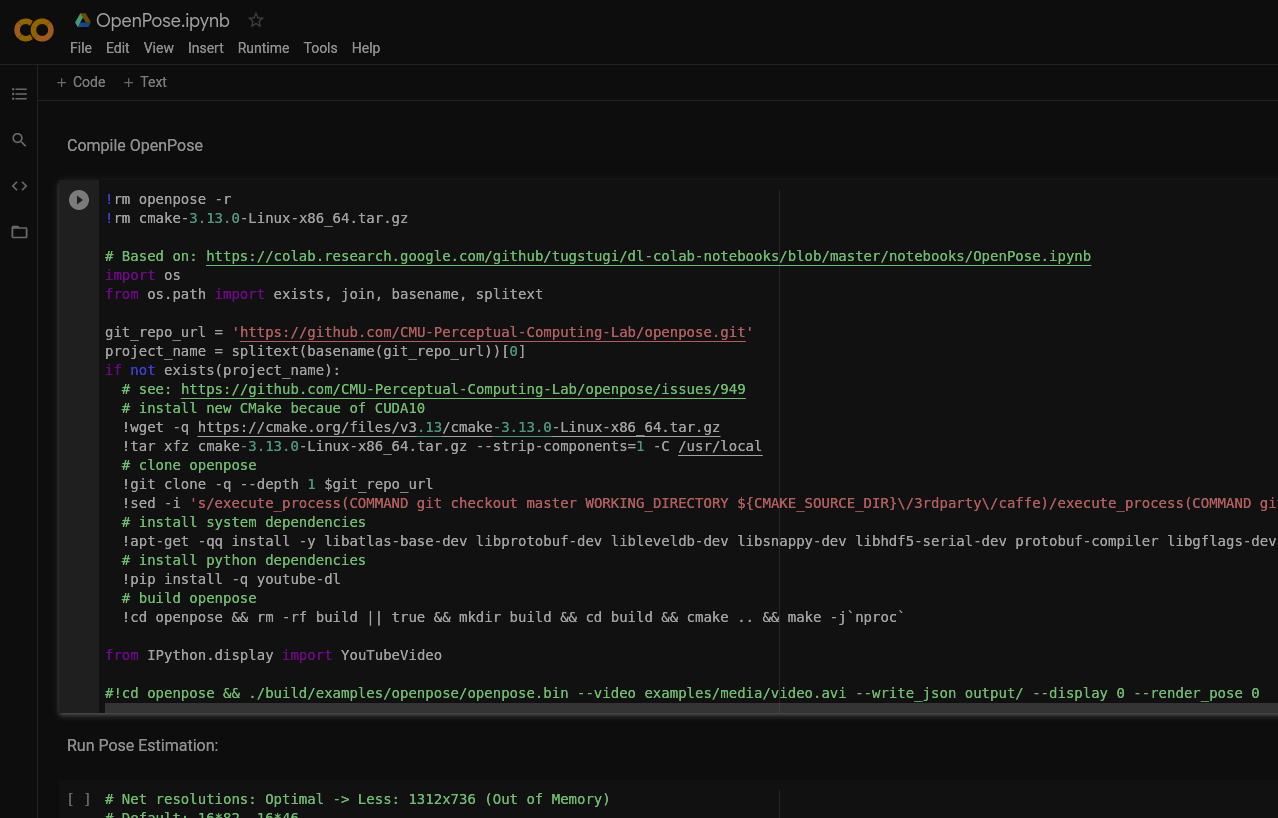 OpenPose.ipynb
File Edit View Insert Runtime Tools Help
+ Code + Text
Compile OpenPose
!rm openpose -r
!rm cmake-3.13.0-Linux-x86_64.tar.gz
# Based on: https://colab.research.google.com/github/tugstugi/dl-colab-notebooks/blob/master/notebooks/OpenPose.ipynb
import os
from os.path import exists, join, basename, splitext
git_repo_url = 'https://github.com/CMU-Perceptual-Computing-Lab/openpose.git'
project_name = splitext(basename(git_repo_url))[0]
if not exists(project_name):
# see: https://github.com/CMU-Perceptual-Computing-Lab/openpose/issues/949
# install new CMake becaue of CUDA10
!wget -q https://cmake.org/files/v3.13/cmake-3.13.0-Linux-x86_64.tar.gz
!tar xfz cmake-3.13.0-Linux-x86_64.tar.gz --strip-components=1 -C /usr/local
# clone openpose
!git clone -q --depth 1 $git_repo_url
!sed -i 's/execute_process(COMMAND git checkout master WORKING_DIRECTORY ${CMAKE_SOURCE_DIR}\/3rdparty\/caffe)/execute_process(COMMAND gi
# install system dependencies
!apt-get -qq install -y libatlas-base-dev libprotobuf-dev libleveldb-dev libsnappy-dev libhdf5-serial-dev protobuf-compiler libgflags-dev
# install python dependencies
!pip install -q youtube-dl
# build openpose
!cd openpose && rm -rf build || true && mkdir build && cd build && cmake .. && make -j`nproc`
from IPython.display import YouTubeVideo
#!cd openpose && ./build/examples/openpose/openpose.bin --video examples/media/video.avi --write_json output/ --display 0 --render_pose 0
Run Pose Estimation:
[ ] # Net resolutions: Optimal -> Less: 1312x736 (Out of Memory)
# Default: 16*82, 16*46